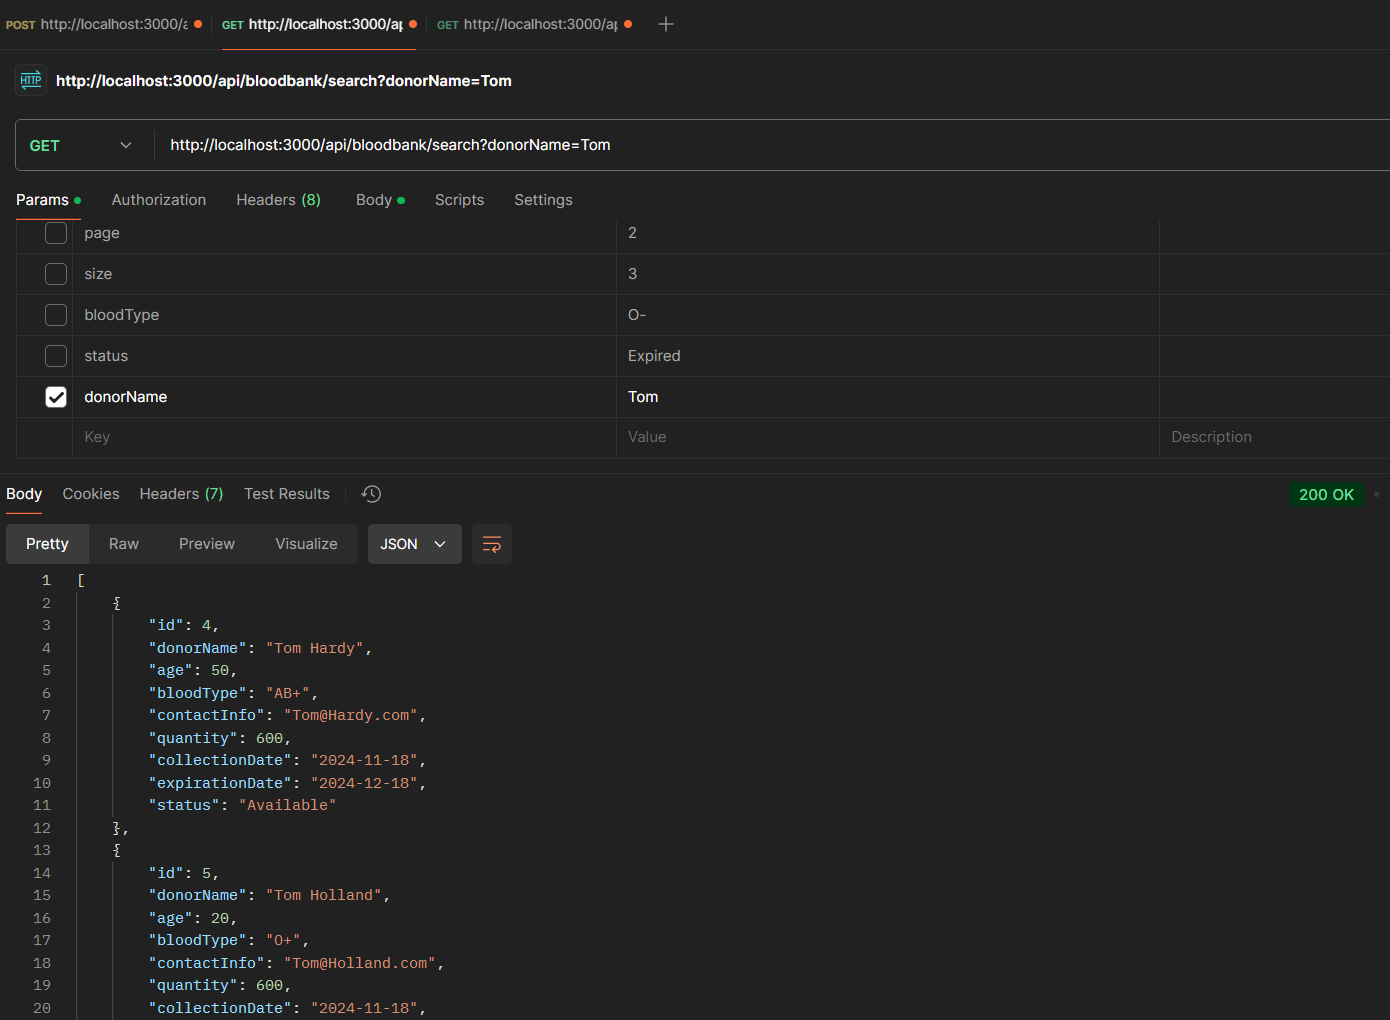 POST http://localhost:3000/a GET http://localhost:3000/ap GET http://localhost:3000/ap
HTTP http://localhost:3000/api/bloodbank/search?donorName=Tom
GET http://localhost:3000/api/bloodbank/search?donorName=Tom
Params Authorization Headers (8) Body Scripts Settings
page 2
size 3
bloodType O-
status Expired
donorName Tom
Key Value Description
Body Cookies Headers (7) Test Results 200 OK
Pretty Raw Preview Visualize JSON
1 [
2 {
3 "id": 4,
4 "donorName": "Tom Hardy",
5 "age": 50,
6 "bloodType": "AB+",
7 "contactInfo": "Tom@Hardy.com",
8 "quantity": 600,
9 "collectionDate": "2024-11-18",
10 "expirationDate": "2024-12-18",
11 "status": "Available"
12 },
13 {
14 "id": 5,
15 "donorName": "Tom Holland",
16 "age": 20,
17 "bloodType": "O+",
18 "contactInfo": "Tom@Holland.com",
19 "quantity": 600,
20 "collectionDate": "2024-11-18",